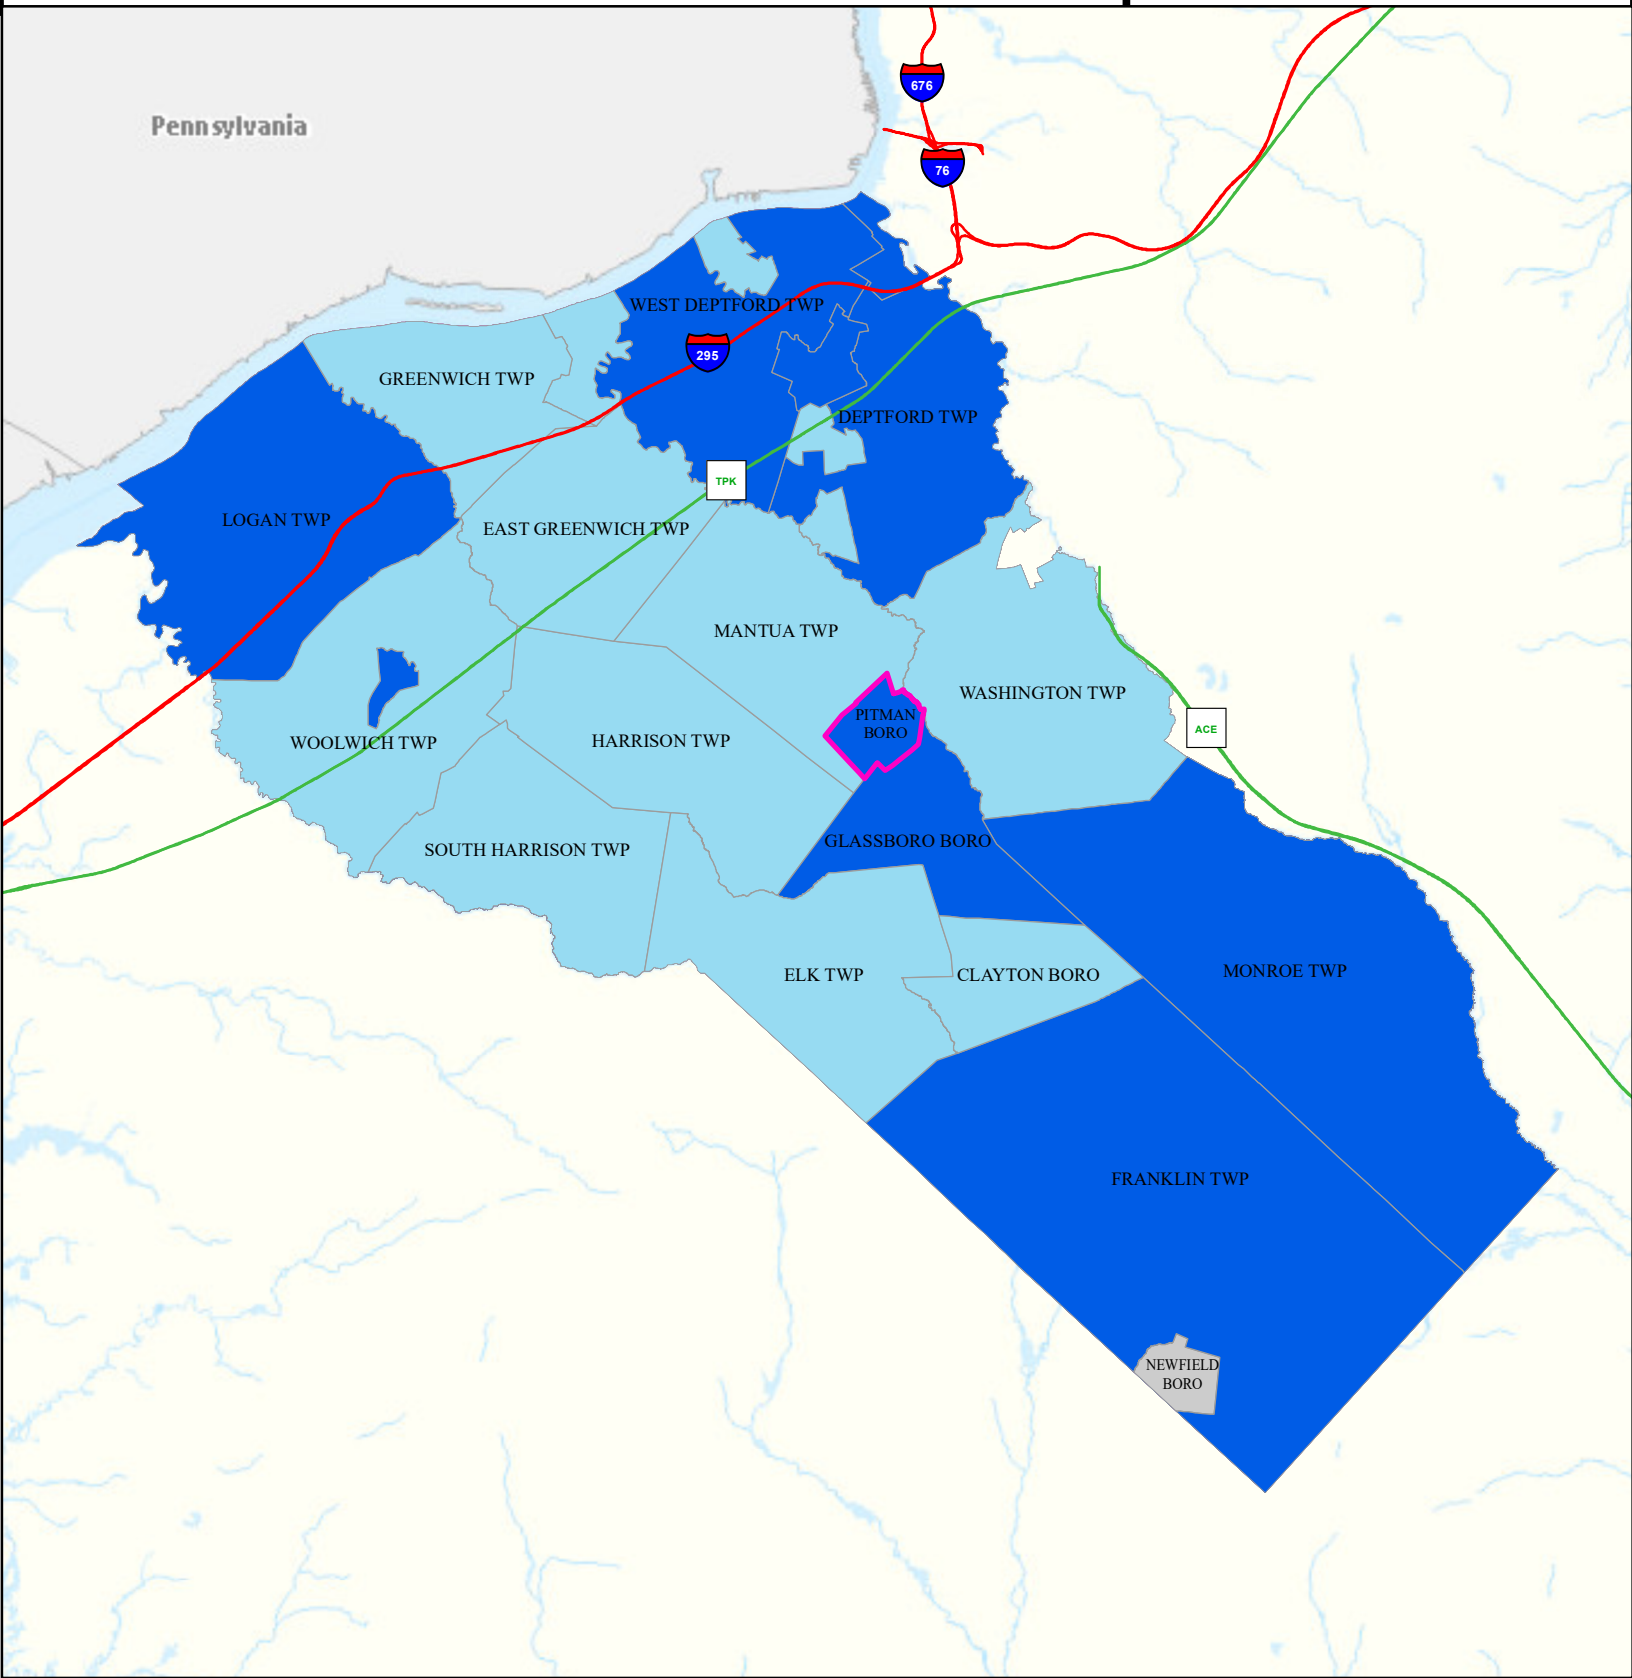 676
Pennsylvania
76
WEST DEPTFORD TWP
295
GREENWICH TWP
DEPTFORD TWP
TPK
LOGAN TWP
EAST GREENWICH TWP
MANTUA TWP
WASHINGTON TWP
PITMAN
BORO
ACE
WOOLWICH TWP
HARRISON TWP
GLASSBORO BORO
SOUTH HARRISON TWP
ELK TWP
CLAYTON BORO
MONROE TWP
FRANKLIN TWP
NEWFIELD
BORO